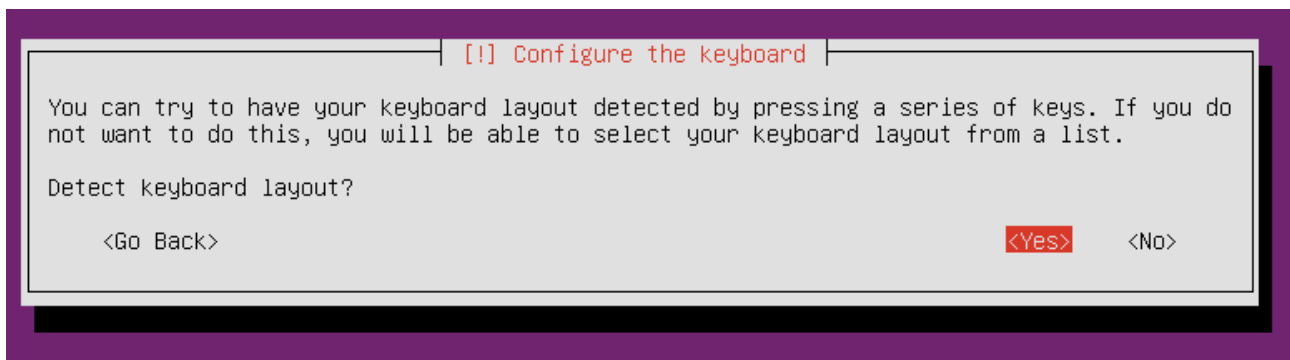 [!] Configure the keyboard
You can try to have your keyboard layout detected by pressing a series of keys. If you do
not want to do this, you will be able to select your keyboard layout from a list.
Detect keyboard layout?
<Go Back> <Yes> <No>